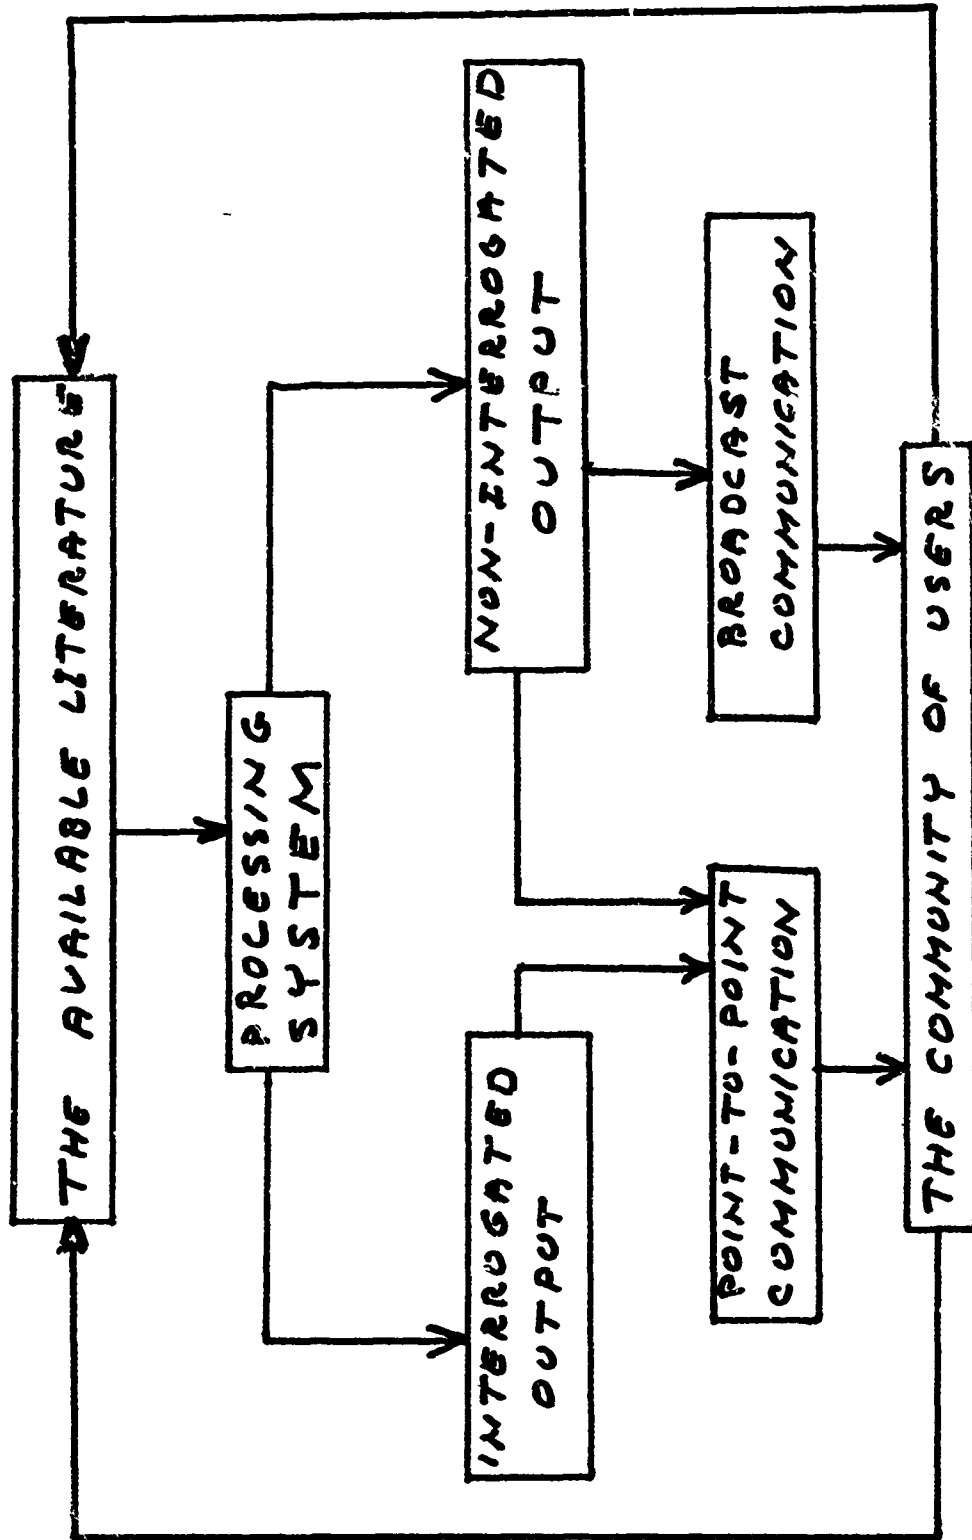 THE AVAILABLE LITERATURE
PROCESSING
SYSTEM
INTERROGATED
OUTPUT
NON-INTERROGATED
OUTPUT
POINT-TO-POINT
COMMUNICATION
BROADCAST
COMMUNICATION
THE COMMUNITY OF USERS